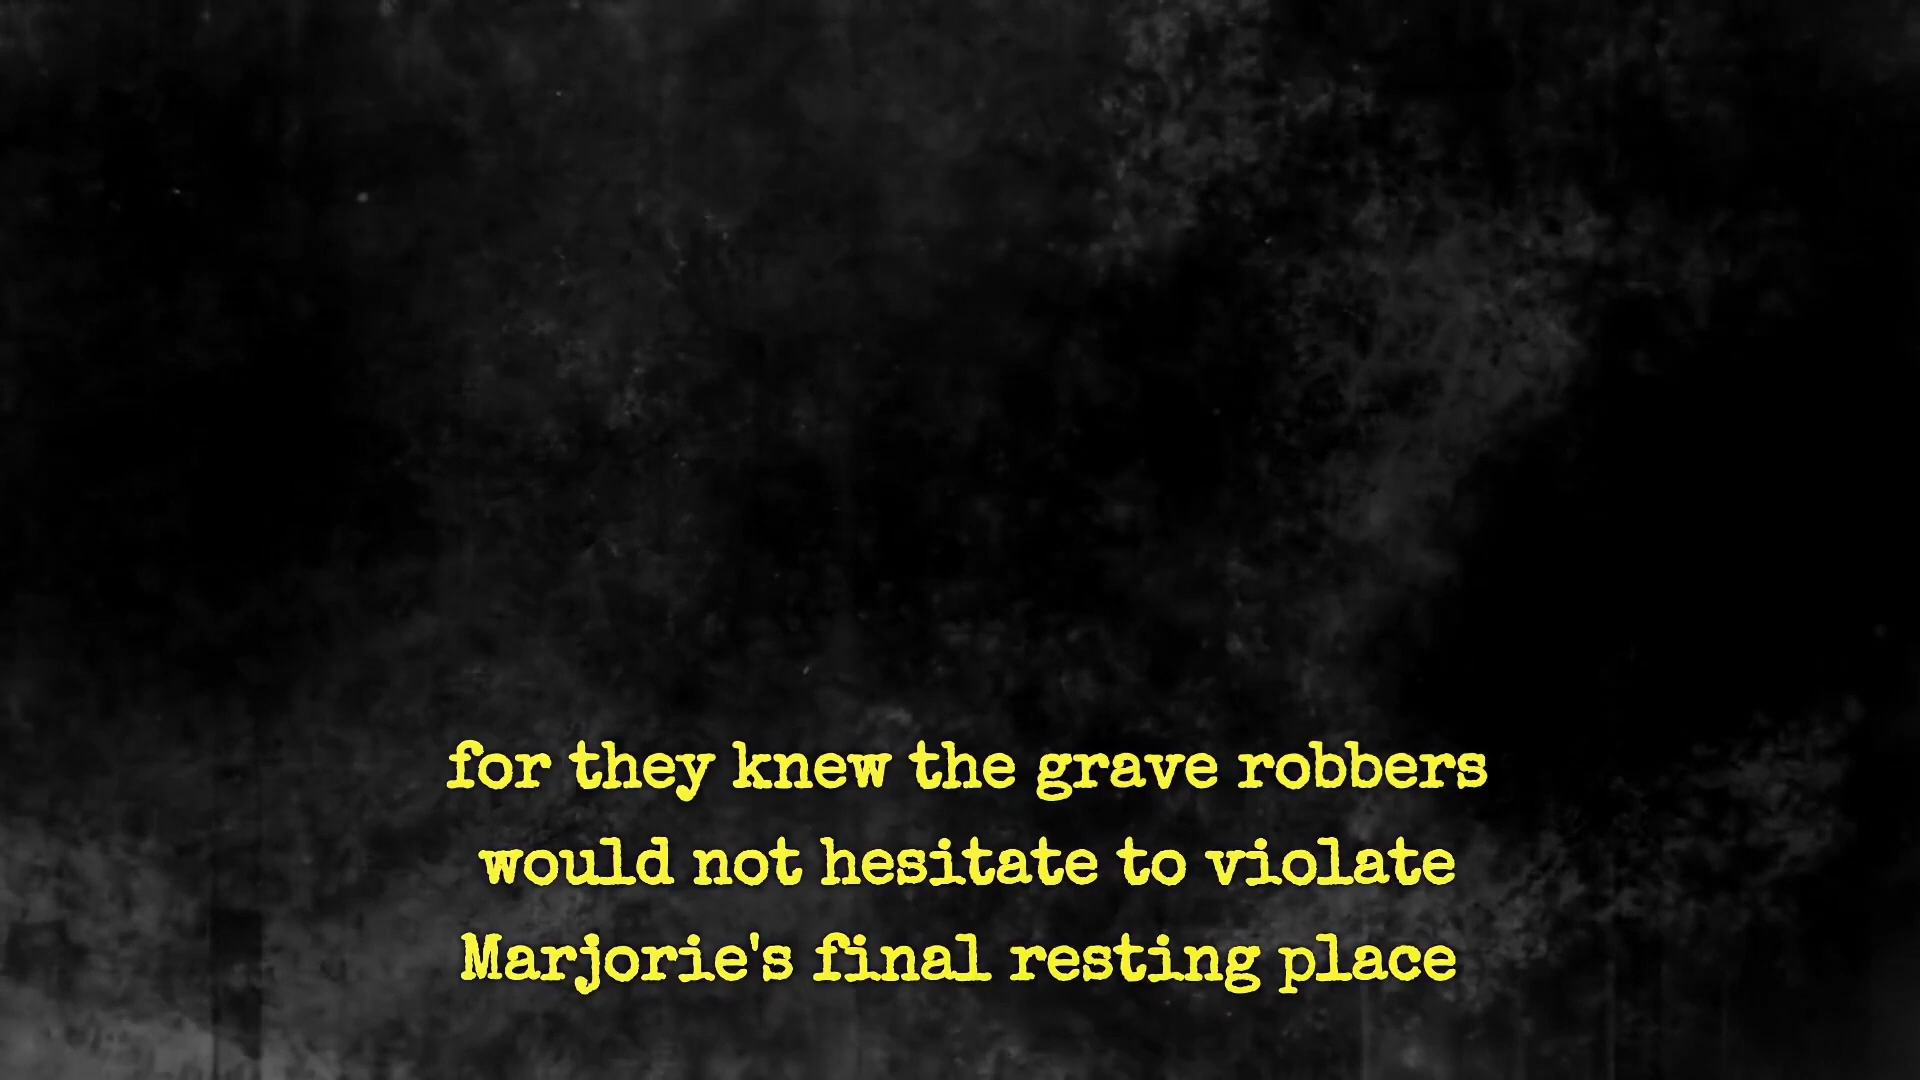 for they knew the grave robbers
would not hesitate to violate
Marjorie's final resting place